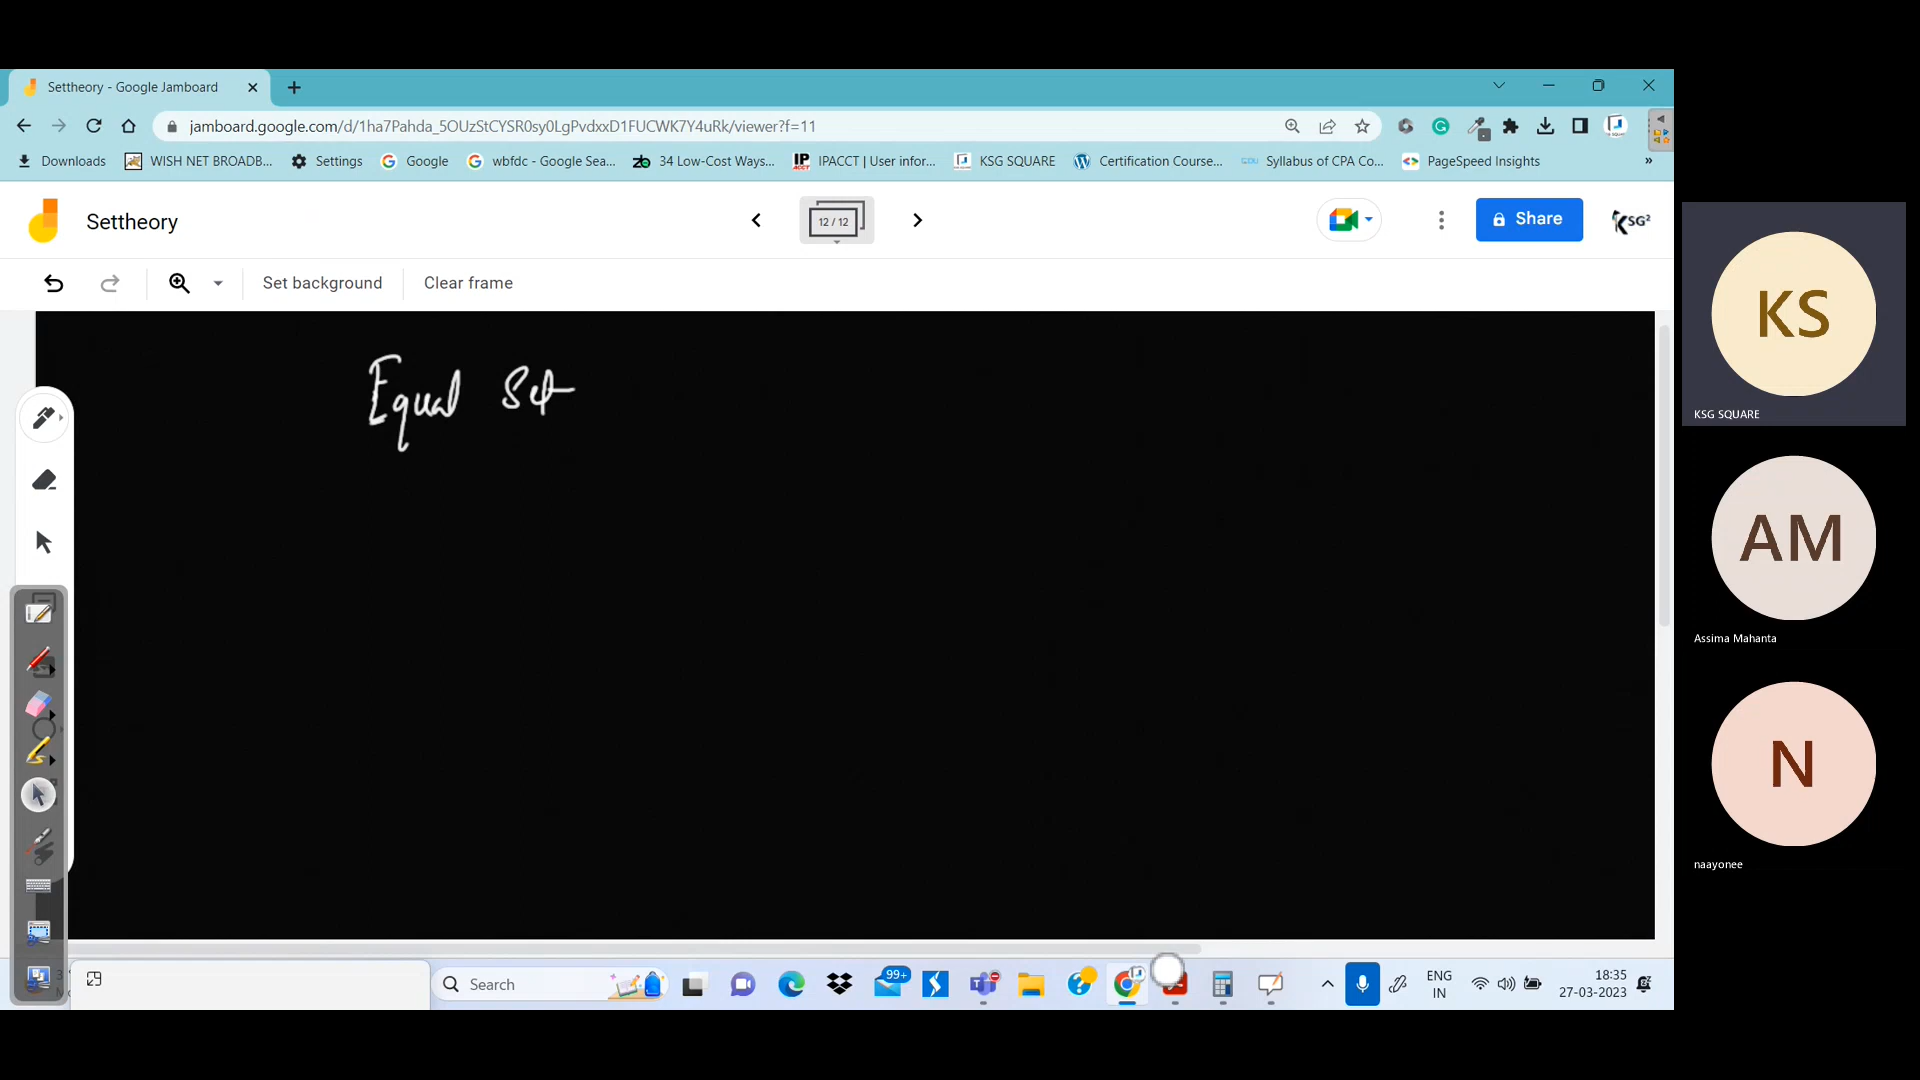 Settheory - Google Jamboard
jamboard.google.com/d/1ha7Pahda_5OUzStCYSR0sy0LgPvdxxD1FUCWK7Y4uRk/viewer?f=11
Downloads WISH NET BROADB... Settings Google wbfdc - Google Sea... 34 Low-Cost Ways... IPACCT | User infor... KSG SQUARE Certification Course... Syllabus of CPA Co... PageSpeed Insights »
Settheory 12 / 12 Share KSG²
Set background Clear frame
Equal Set
KS
KSG SQUARE
AM
Assima Mahanta
N
naayonee
Search 99+ ENG 18:35
IN 27-03-2023